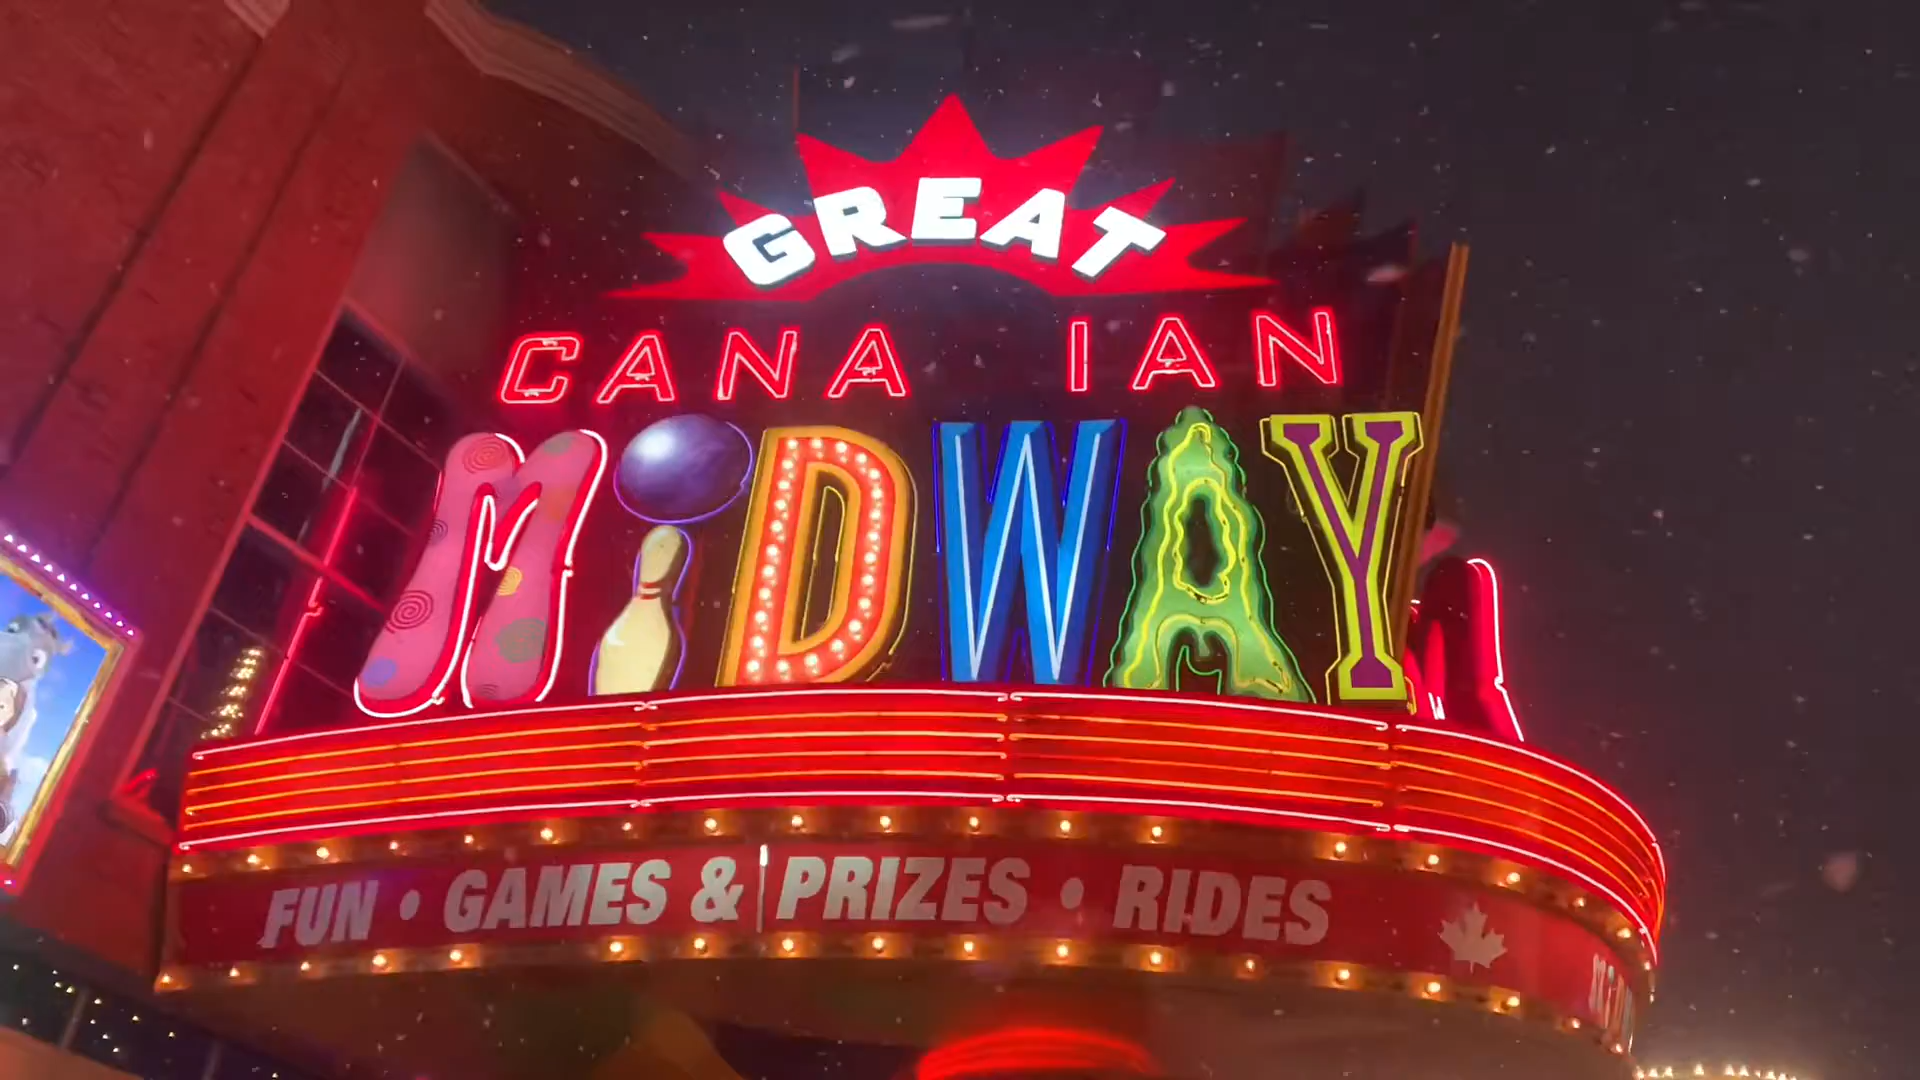 GREAT
CANA IAN
MiDWAY
FUN • GAMES & PRIZES • RIDES